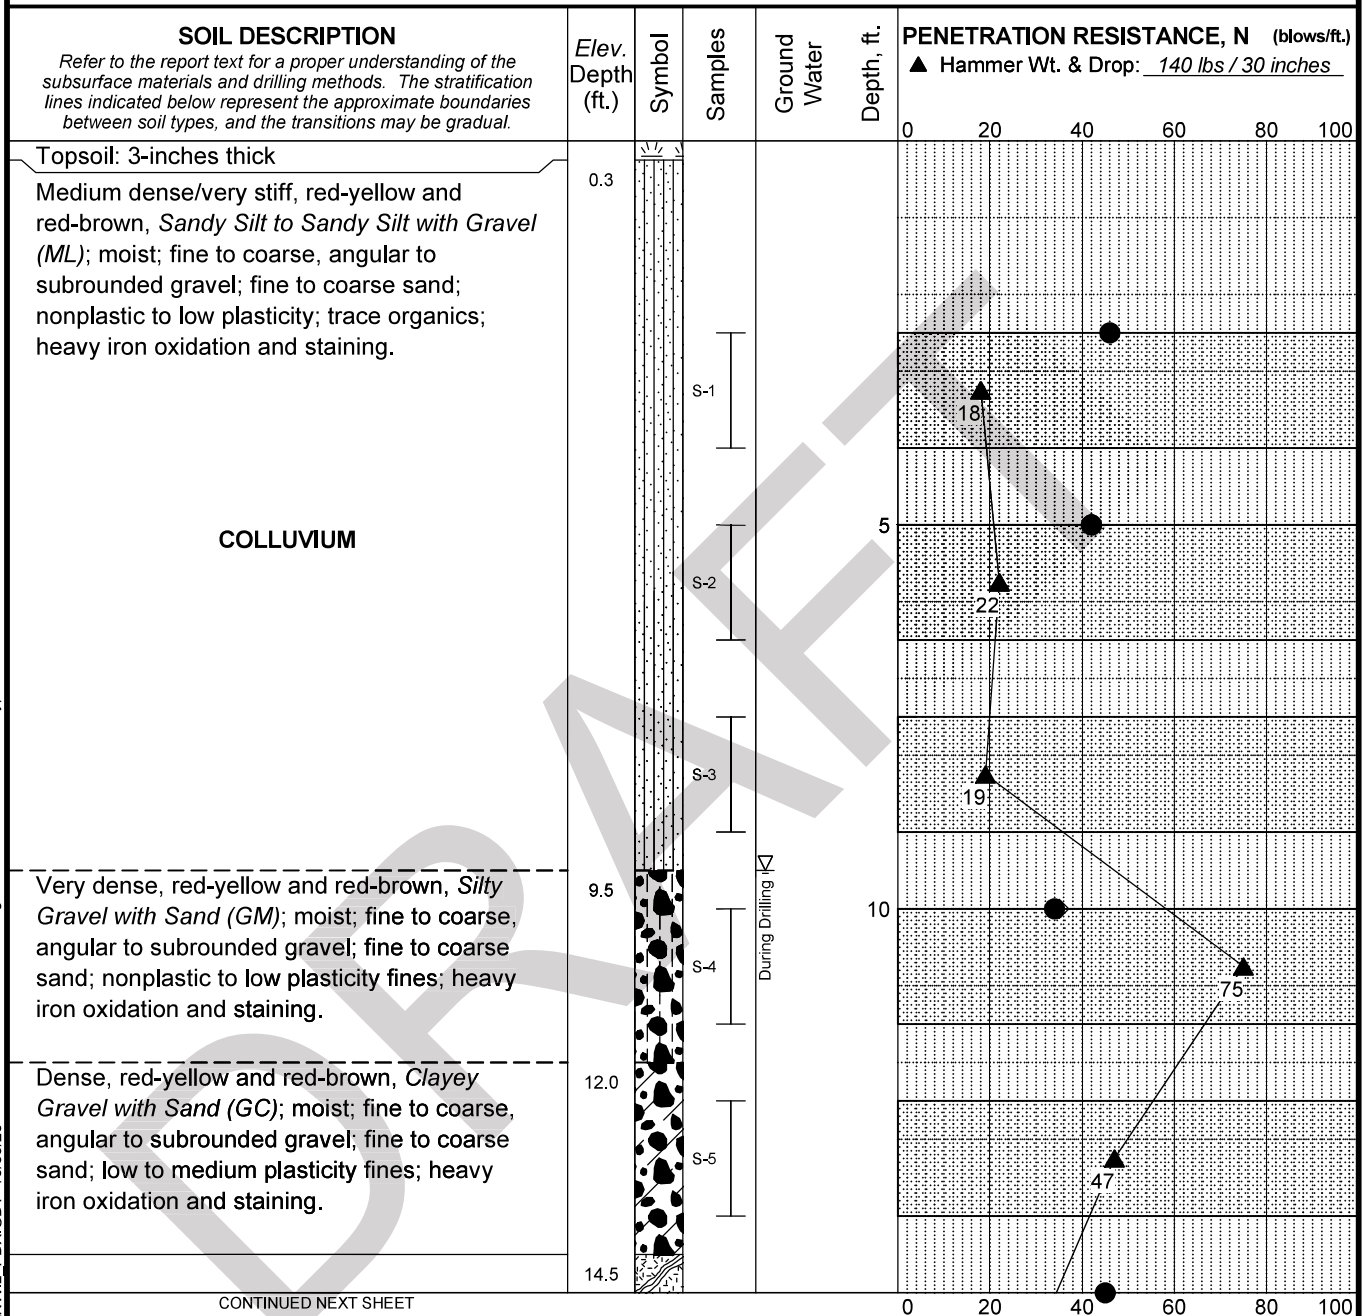 SOIL DESCRIPTION
Refer to the report text for a proper understanding of the
subsurface materials and drilling methods. The stratification
lines indicated below represent the approximate boundaries
between soil types, and the transitions may be gradual.
Elev.
Depth
(ft.)
Symbol
Samples
Ground
Water
Depth, ft.
PENETRATION RESISTANCE, N (blows/ft.)
▲ Hammer Wt. & Drop: 140 lbs / 30 inches
0 20 40 60 80 100
Topsoil: 3-inches thick
0.3
Medium dense/very stiff, red-yellow and
red-brown, Sandy Silt to Sandy Silt with Gravel
(ML); moist; fine to coarse, angular to
subrounded gravel; fine to coarse sand;
nonplastic to low plasticity; trace organics;
heavy iron oxidation and staining.
S-1
18
COLLUVIUM
5
S-2
22
S-3
19
During Drilling
Very dense, red-yellow and red-brown, Silty
Gravel with Sand (GM); moist; fine to coarse,
angular to subrounded gravel; fine to coarse
sand; nonplastic to low plasticity fines; heavy
iron oxidation and staining.
9.5
10
S-4
75
Dense, red-yellow and red-brown, Clayey
Gravel with Sand (GC); moist; fine to coarse,
angular to subrounded gravel; fine to coarse
sand; low to medium plasticity fines; heavy
iron oxidation and staining.
12.0
S-5
47
14.5
CONTINUED NEXT SHEET
0 20 40 60 80 100
DRAFT